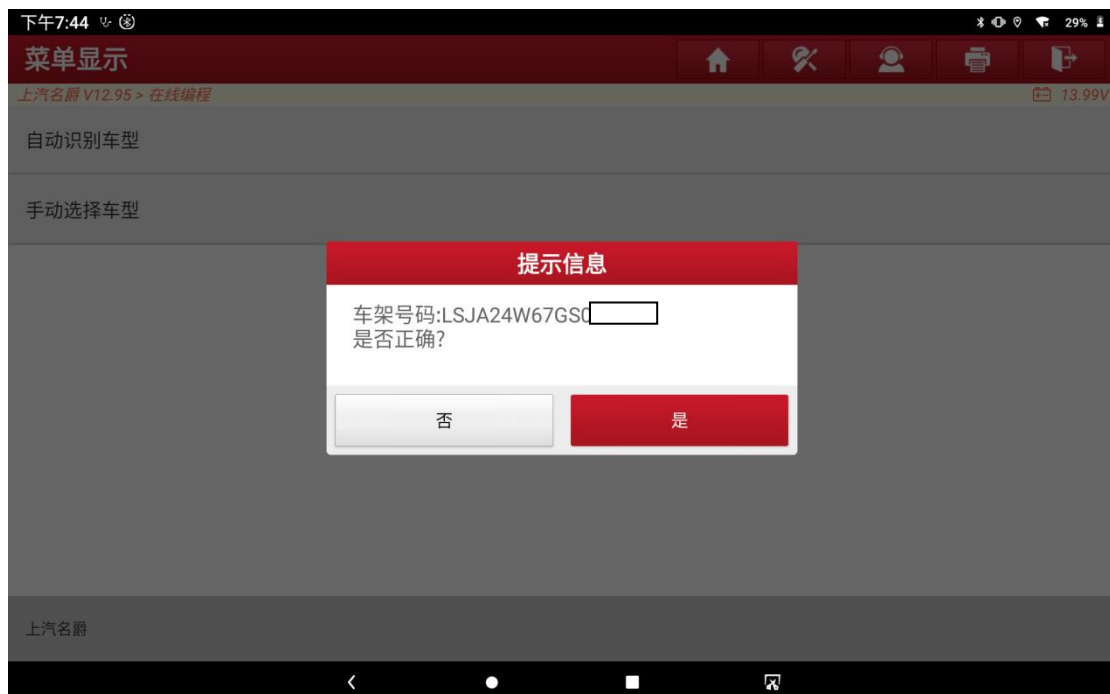 下午7:44
29%
菜单显示
上汽名爵 V12.95 > 在线编程
13.99V
自动识别车型
手动选择车型
提示信息
车架号码:LSJA24W67GS0
是否正确?
否
是
上汽名爵